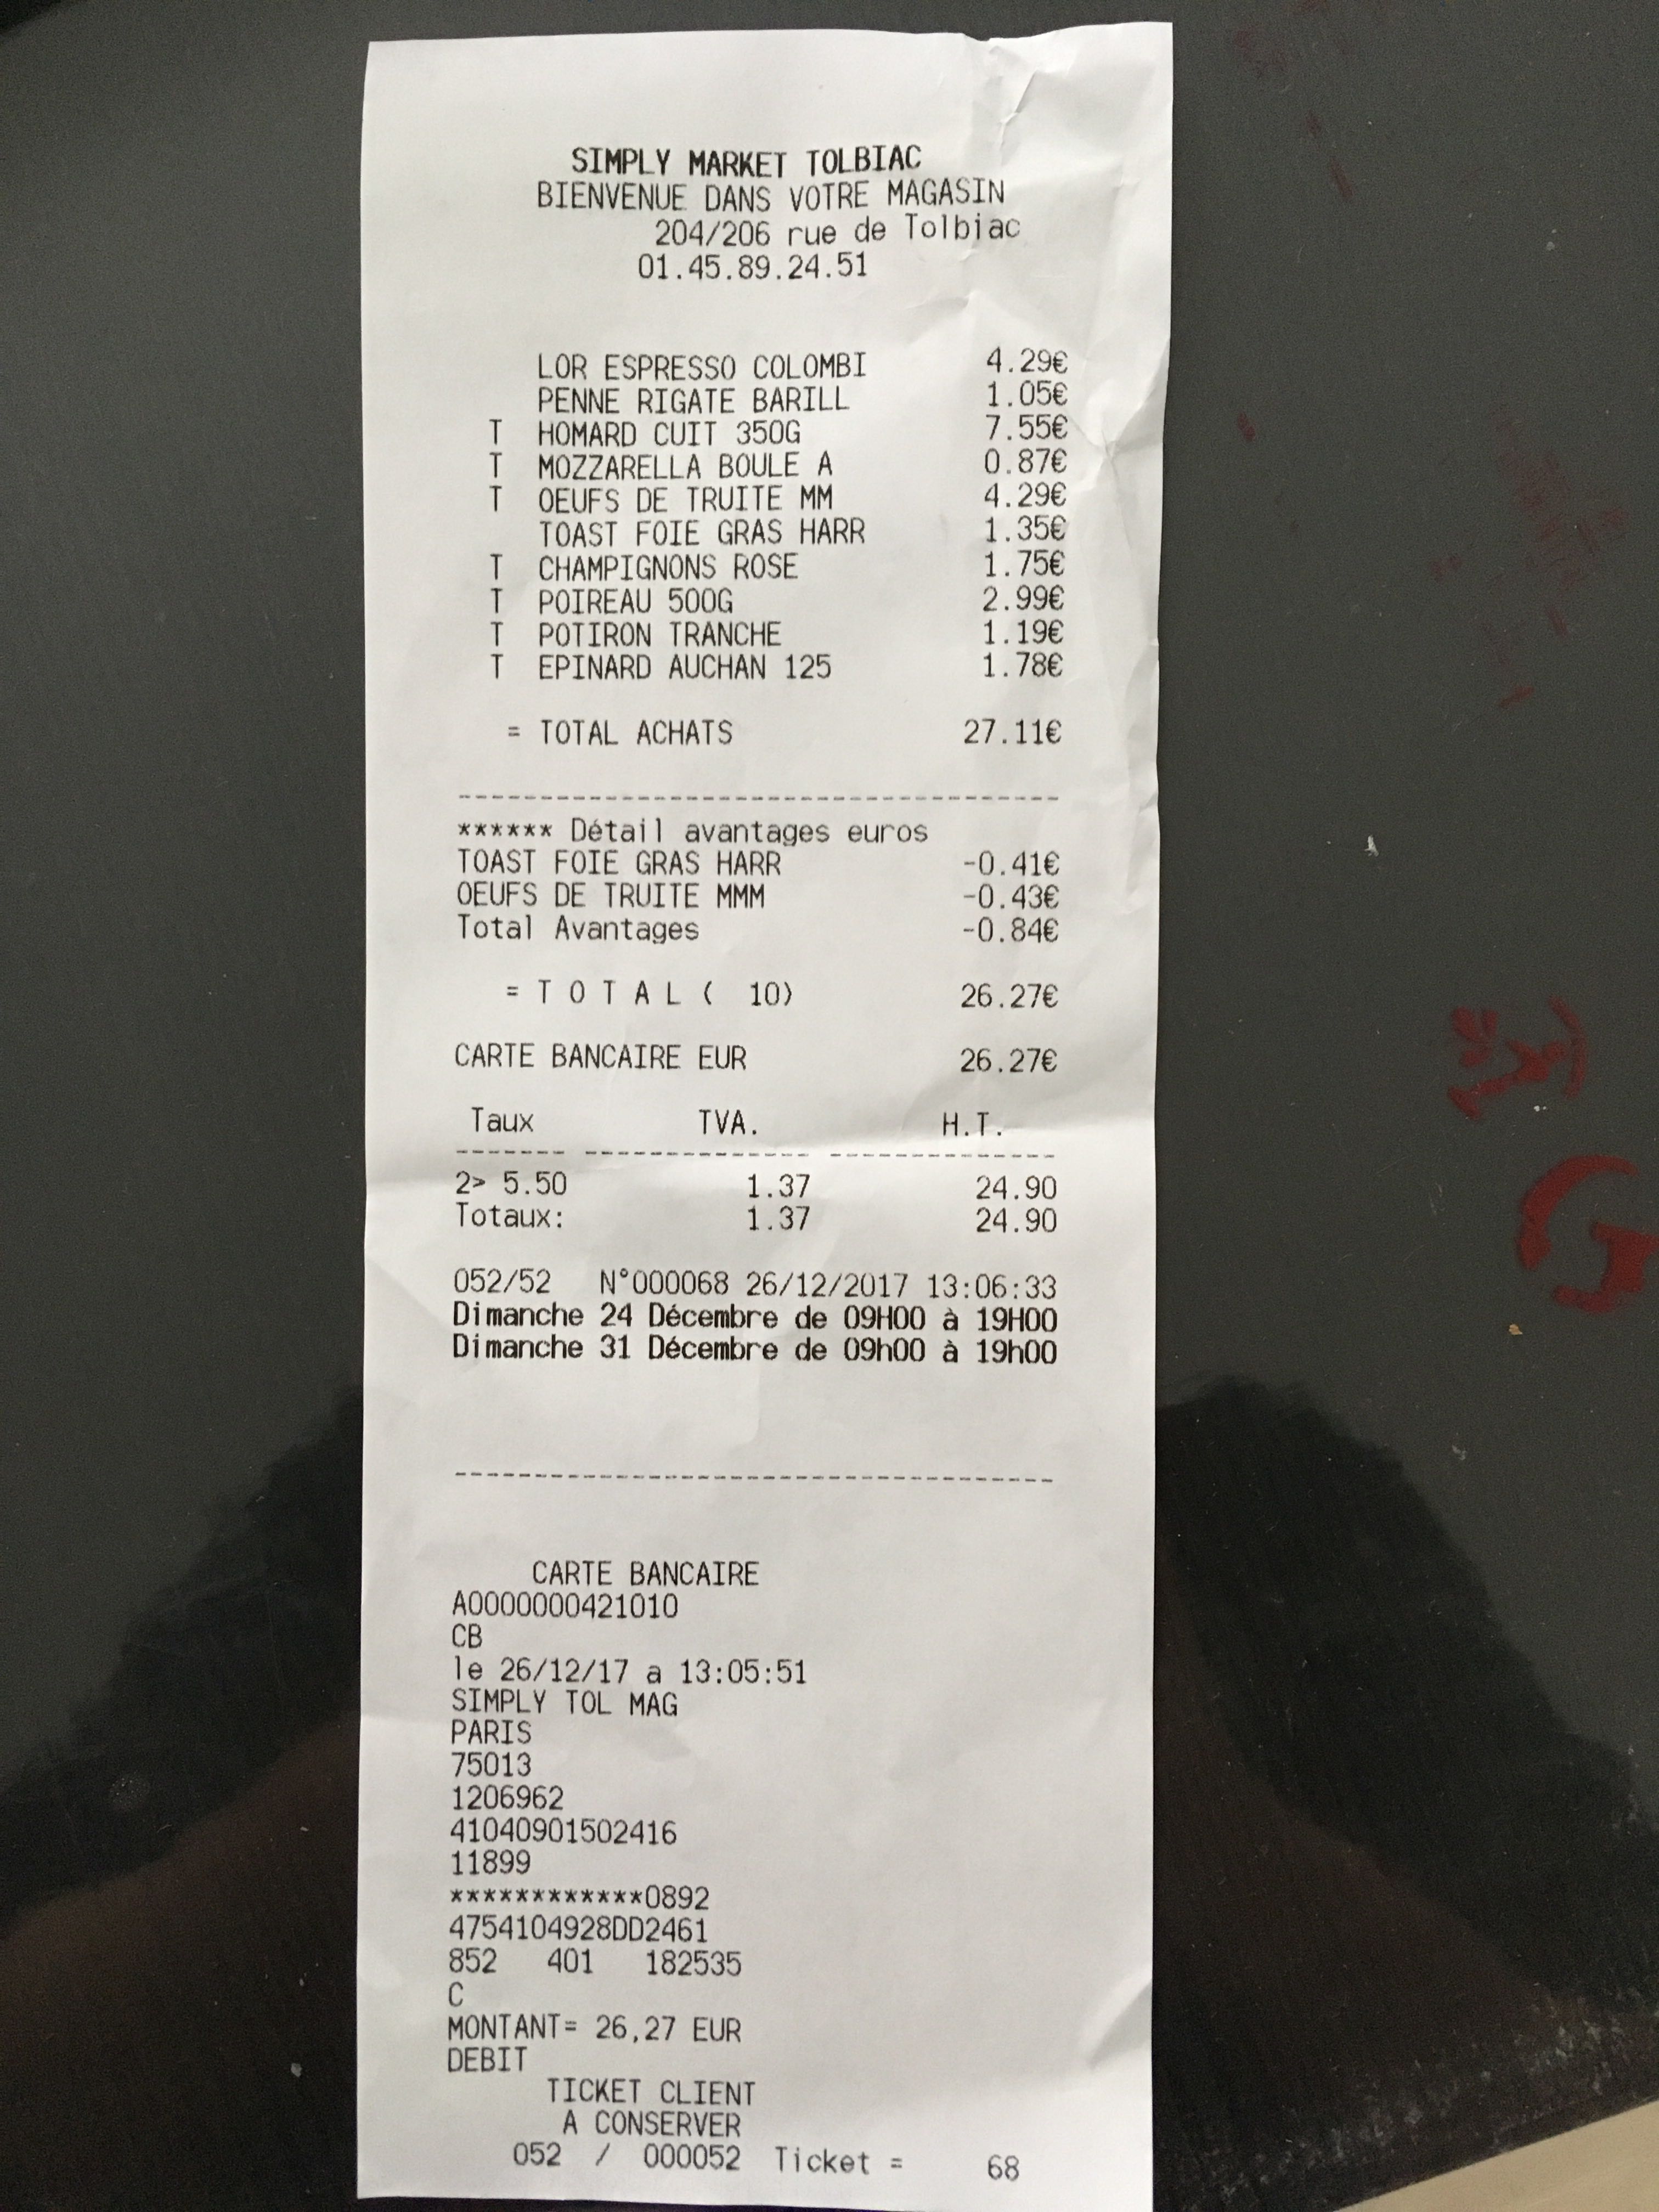 SIMPLY MARKET TOLBIAC
BIENVENUE DANS VOTRE MAGASIN
204/206 rue de Tolbiac
01.45.89.24.51
LOR ESPRESSO COLOMBI 4.29€
PENNE RIGATE BARILL 1.05€
T HOMARD CUIT 350G 7.55€
T MOZZARELLA BOULE A 0.87€
T OEUFS DE TRUITE MM 4.29€
TOAST FOIE GRAS HARR 1.35€
T CHAMPIGNONS ROSE 1.75€
T POIREAU 500G 2.99€
T POTIRON TRANCHE 1.19€
T EPINARD AUCHAN 125 1.78€
= TOTAL ACHATS 27.11€
--------------------------------------
****** Détail avantages euros
TOAST FOIE GRAS HARR -0.41€
OEUFS DE TRUITE MMM -0.43€
Total Avantages -0.84€
= T O T A L ( 10) 26.27€
CARTE BANCAIRE EUR 26.27€
Taux TVA. H.T.
------- -------------- --------------
2> 5.50 1.37 24.90
Totaux: 1.37 24.90
052/52 N°000068 26/12/2017 13:06:33
Dimanche 24 Décembre de 09H00 à 19H00
Dimanche 31 Décembre de 09h00 à 19h00
--------------------------------------
CARTE BANCAIRE
A0000000421010
CB
le 26/12/17 a 13:05:51
SIMPLY TOL MAG
PARIS
75013
1206962
41040901502416
11899
************0892
4754104928DD2461
852 401 182535
C
MONTANT= 26,27 EUR
DEBIT
TICKET CLIENT
A CONSERVER
052 / 000052 Ticket = 68